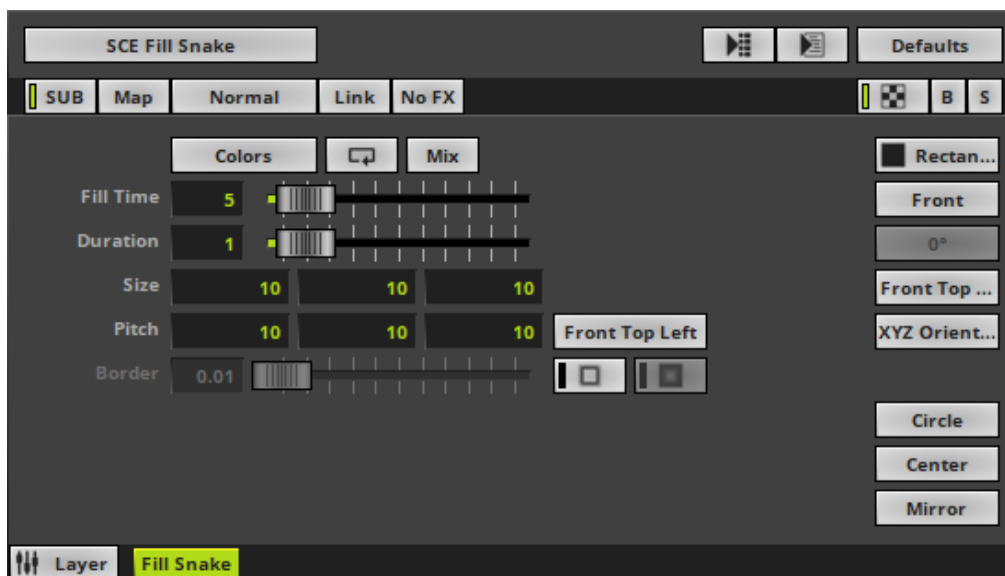 SCE Fill Snake Defaults
SUB Map Normal Link No FX B S
Colors Mix Rectan...
Fill Time 5 Front
Duration 1 0°
Size 10 10 10 Front Top ...
Pitch 10 10 10 Front Top Left XYZ Orient...
Border 0.01
Circle
Center
Mirror
Layer Fill Snake